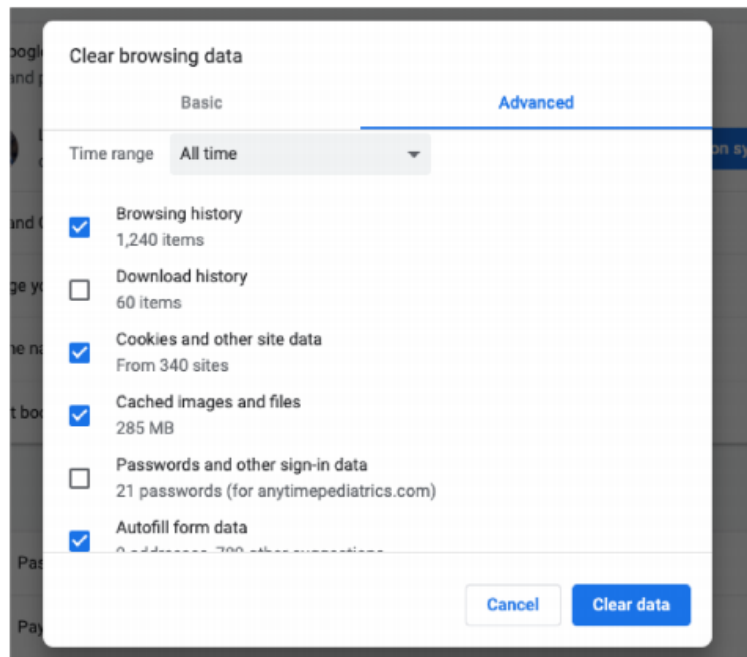 Clear browsing data
Basic
Advanced
Time range
All time
Browsing history
1,240 items
Download history
60 items
Cookies and other site data
From 340 sites
Cached images and files
285 MB
Passwords and other sign-in data
21 passwords (for anytimepediatrics.com)
Autofill form data
Cancel
Clear data
Pas
Pay